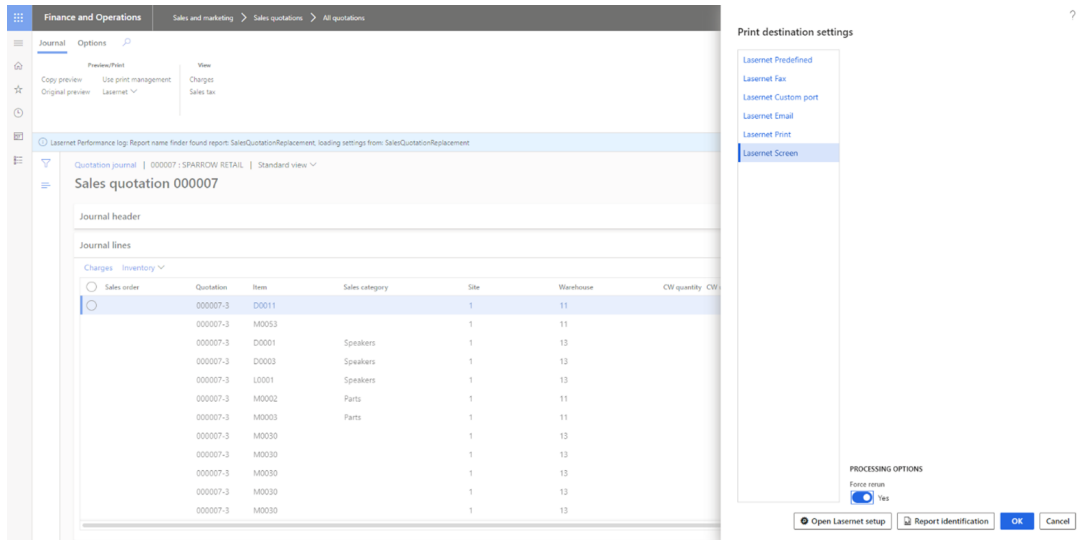 Finance and Operations Sales and marketing > Sales quotations > All quotations
Journal Options
Preview/Print View
Copy preview Use print management Charges
Original preview Lasernet Sales tax
Lasernet Performance log: Report name finder found report: SalesQuotationReplacement, loading settings from: SalesQuotationReplacement
Quotation journal | 000007 : SPARROW RETAIL | Standard view
Sales quotation 000007
Journal header
Journal lines
Charges Inventory
Sales order Quotation Item Sales category Site Warehouse CW quantity CW
000007-3 D0011 1 11
000007-3 M0053 1 11
000007-3 D0001 Speakers 1 13
000007-3 D0003 Speakers 1 13
000007-3 L0001 Speakers 1 13
000007-3 M0002 Parts 1 11
000007-3 M0003 Parts 1 11
000007-3 M0030 1 13
000007-3 M0030 1 13
000007-3 M0030 1 13
000007-3 M0030 1 13
000007-3 M0030 1 13
?
Print destination settings
Lasernet Predefined
Lasernet Fax
Lasernet Custom port
Lasernet Email
Lasernet Print
Lasernet Screen
PROCESSING OPTIONS
Force rerun
Yes
Open Lasernet setup Report identification OK Cancel